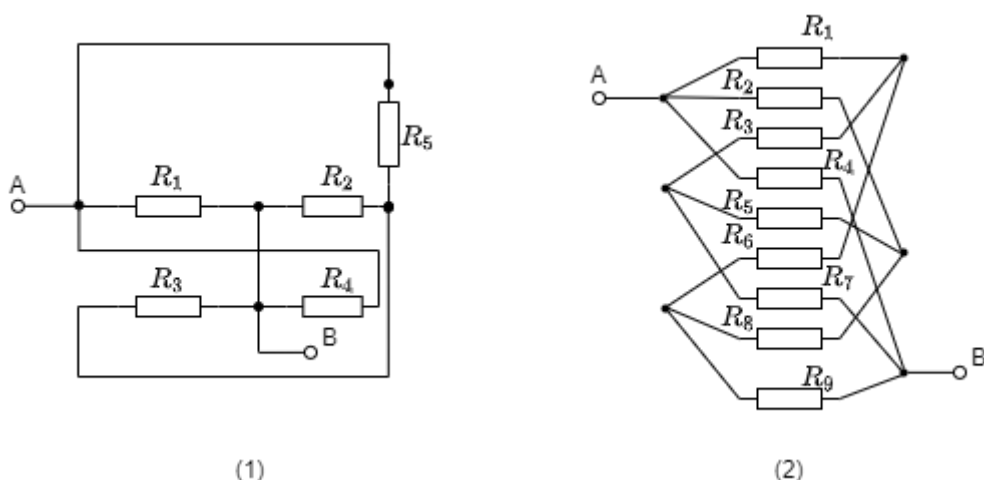 R₁
A
R₂
R₃
R₅
A
R₁
R₂
R₄
R₅
R₆
R₃
R₄
R₇
R₈
B
B
R₉
(1)
(2)